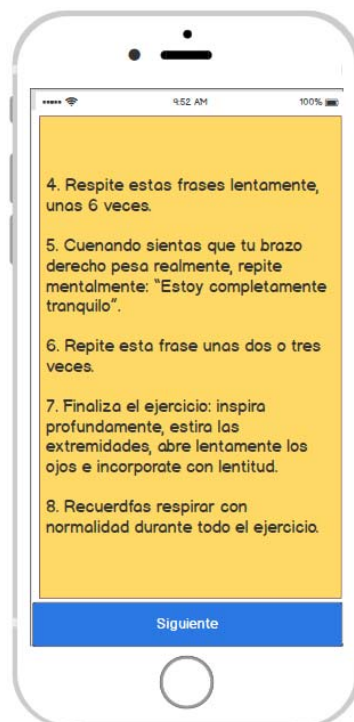 9:52 AM 100%
4. Respite estas frases lentamente,
unas 6 veces.
5. Cuenando sientas que tu brazo
derecho pesa realmente, repite
mentalmente: “Estoy completamente
tranquilo”.
6. Repite esta frase unas dos o tres
veces.
7. Finaliza el ejercicio: inspira
profundamente, estira las
extremidades, abre lentamente los
ojos e incorporate con lentitud.
8. Recuerdfas respirar con
normalidad durante todo el ejercicio.
Siguiente